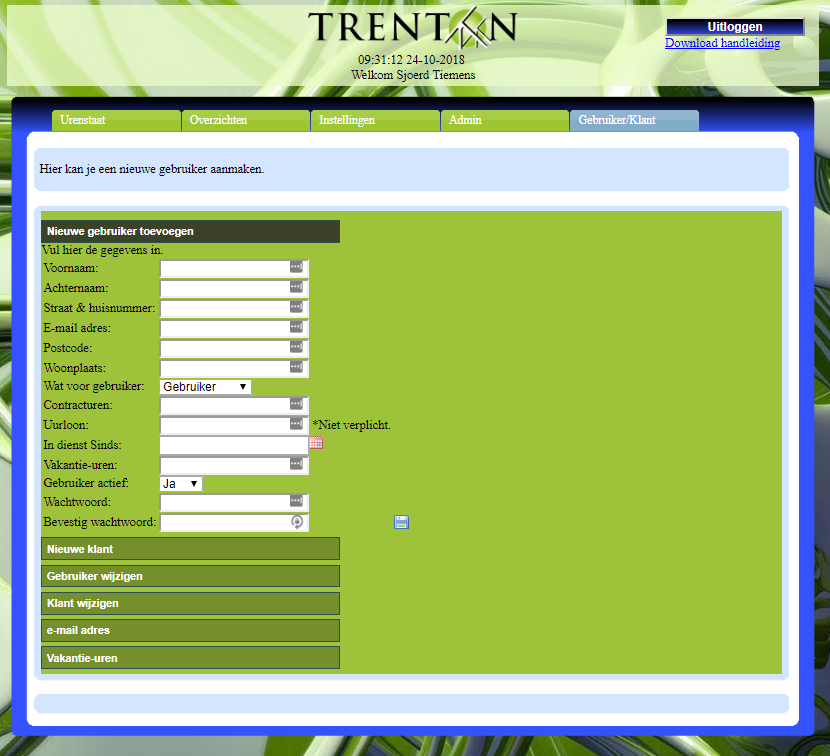 TRENTON
09:31:12 24-10-2018
Welkom Sjoerd Tiemens
Uitloggen
Download handleiding
Urenstaat Overzichten Instellingen Admin Gebruiker/Klant
Hier kan je een nieuwe gebruiker aanmaken.
Nieuwe gebruiker toevoegen
Vul hier de gegevens in.
Voornaam:
Achternaam:
Straat & huisnummer:
E-mail adres:
Postcode:
Woonplaats:
Wat voor gebruiker: Gebruiker
Contracturen:
Uurloon: *Niet verplicht.
In dienst Sinds:
Vakantie-uren:
Gebruiker actief: Ja
Wachtwoord:
Bevestig wachtwoord:
Nieuwe klant
Gebruiker wijzigen
Klant wijzigen
e-mail adres
Vakantie-uren